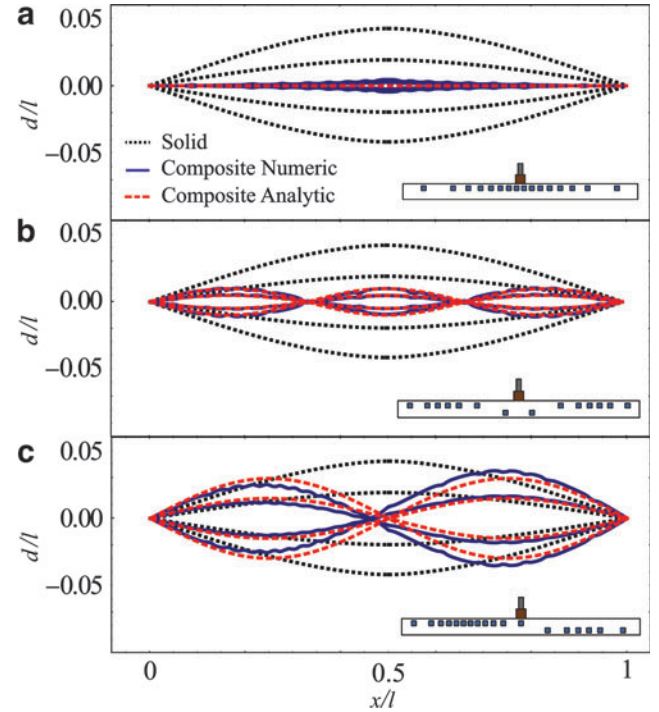 a
0.05
0.00
−0.05
d/l
Solid
Composite Numeric
Composite Analytic
b
0.05
0.00
−0.05
d/l
c
0.05
0.00
−0.05
d/l
0
0.5
1
x/l